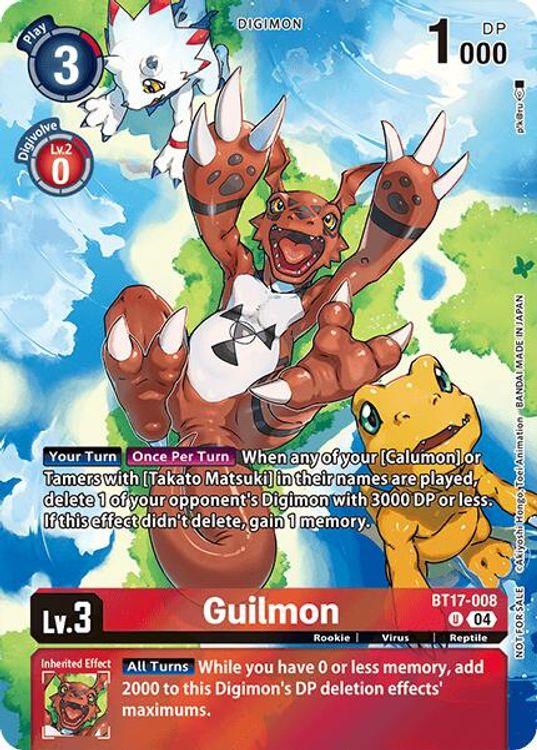 DIGIMON
Play
3
DP
1000
Digivolve
Lv.2
0
p!k@ru
Your Turn Once Per Turn When any of your [Calumon] or
Tamers with [Takato Matsuki] in their names are played,
delete 1 of your opponent's Digimon with 3000 DP or less.
If this effect didn't delete, gain 1 memory.
©Akiyoshi Hongo, Toei Animation BANDAI MADE IN JAPAN
NOT FOR SALE
Lv.3
Guilmon
BT17-008
U 04
Rookie | Virus | Reptile
Inherited Effect
All Turns While you have 0 or less memory, add
2000 to this Digimon's DP deletion effects'
maximums.